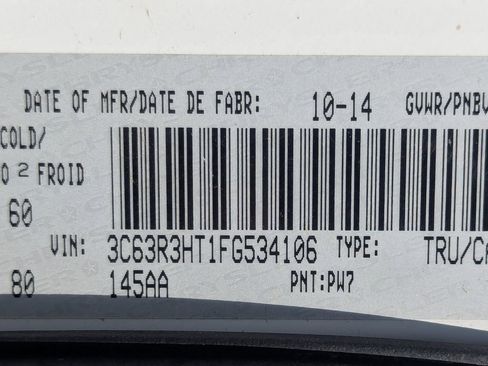 DATE OF MFR/DATE DE FABR: 10-14 GVWR/PNBV
COLD/
O 2 FROID
60
VIN: 3C63R3HT1FG534106 TYPE: TRU/CA
80 145AA PNT:PW7